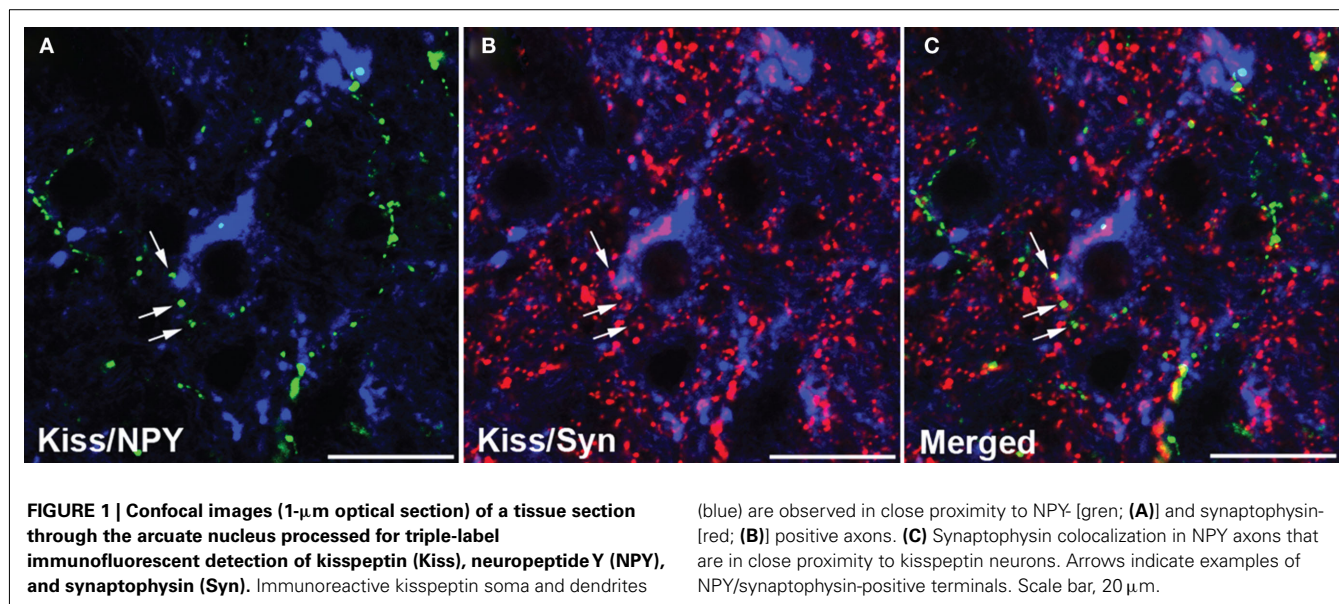 A
B
C
Kiss/NPY
Kiss/Syn
Merged
FIGURE 1 | Confocal images (1-μm optical section) of a tissue section
through the arcuate nucleus processed for triple-label
immunofluorescent detection of kisspeptin (Kiss), neuropeptide Y (NPY),
and synaptophysin (Syn). Immunoreactive kisspeptin soma and dendrites
(blue) are observed in close proximity to NPY- [gren; (A)] and synaptophysin-
[red; (B)] positive axons. (C) Synaptophysin colocalization in NPY axons that
are in close proximity to kisspeptin neurons. Arrows indicate examples of
NPY/synaptophysin-positive terminals. Scale bar, 20 μm.